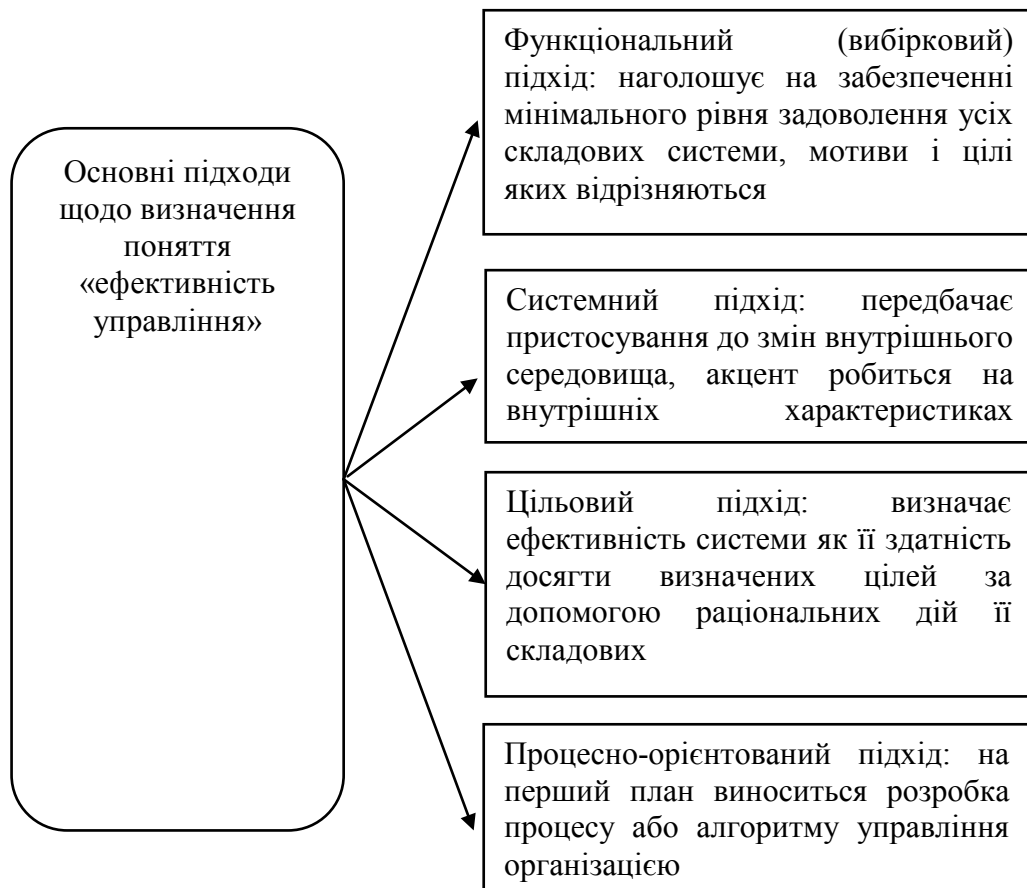 Основні підходи
щодо визначення
поняття
«ефективність
управління»
Функціональний (вибірковий)
підхід: наголошує на забезпеченні
мінімального рівня задоволення усіх
складових системи, мотиви і цілі
яких відрізняються
Системний підхід: передбачає
пристосування до змін внутрішнього
середовища, акцент робиться на
внутрішніх характеристиках
Цільовий підхід: визначає
ефективність системи як її здатність
досягти визначених цілей за
допомогою раціональних дій її
складових
Процесно-орієнтований підхід: на
перший план виноситься розробка
процесу або алгоритму управління
організацією